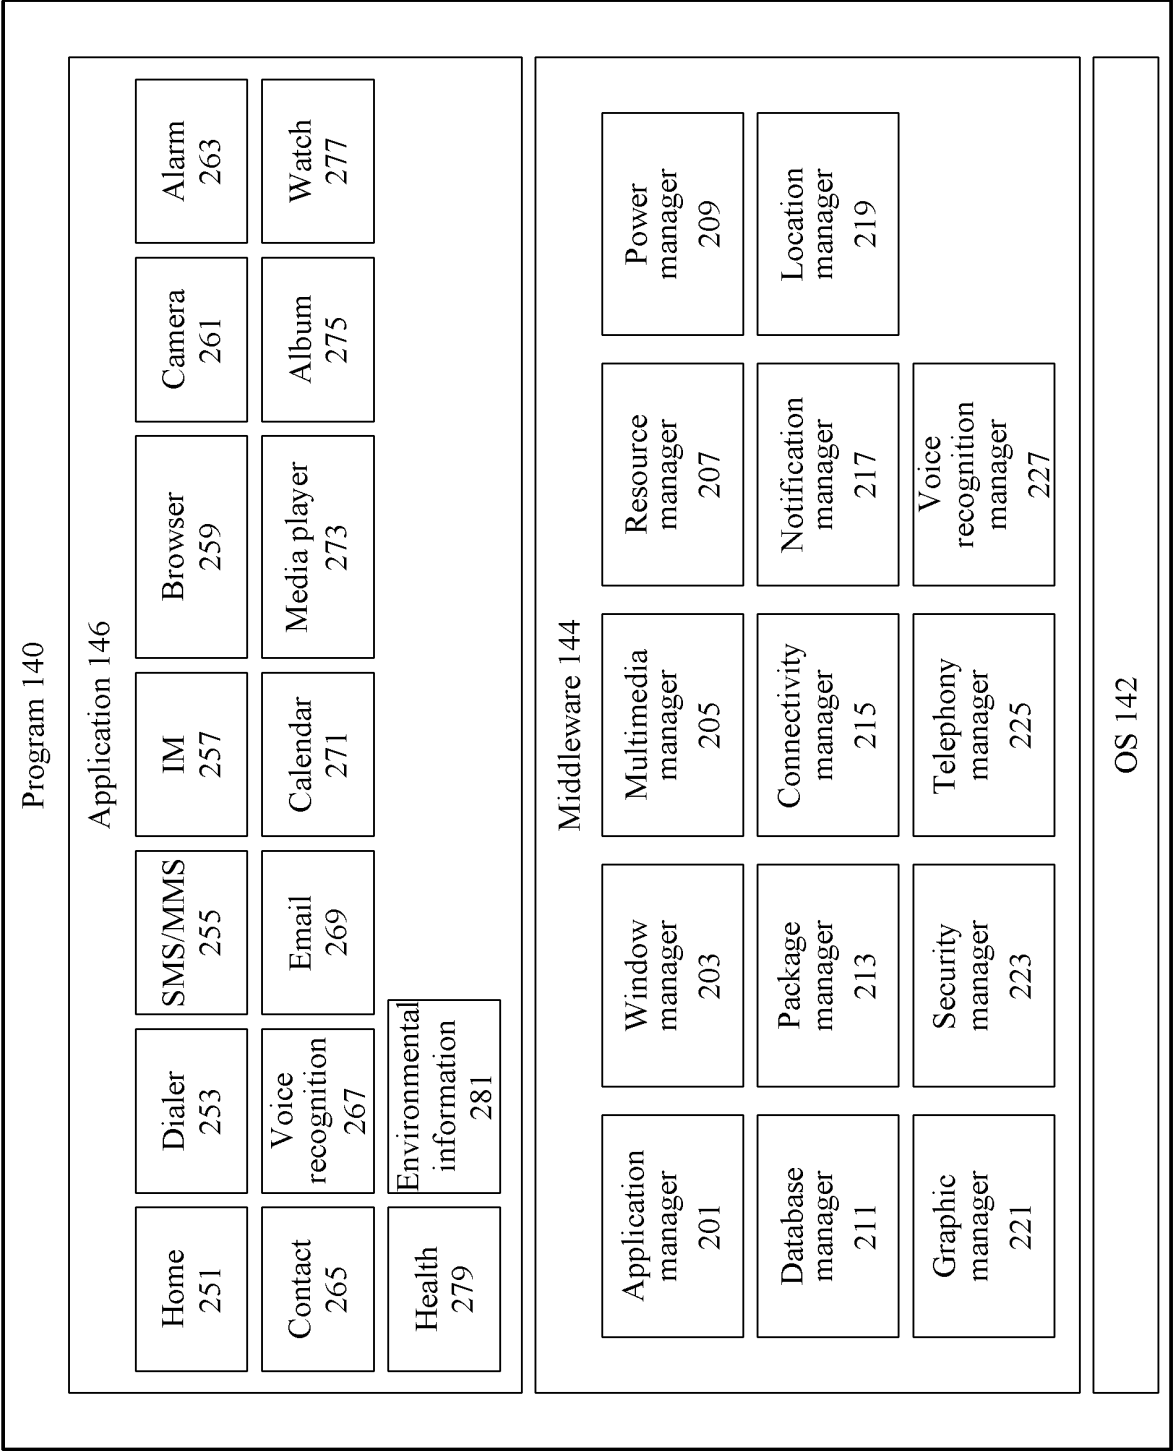 Program 140
Application 146
Home
251
Dialer
253
SMS/MMS
255
IM
257
Browser
259
Camera
261
Alarm
263
Contact
265
Voice
recognition
267
Email
269
Calendar
271
Media player
273
Album
275
Watch
277
Health
279
Environmental
information
281
Middleware 144
Application
manager
201
Window
manager
203
Multimedia
manager
205
Resource
manager
207
Power
manager
209
Database
manager
211
Package
manager
213
Connectivity
manager
215
Notification
manager
217
Location
manager
219
Graphic
manager
221
Security
manager
223
Telephony
manager
225
Voice
recognition
manager
227
OS 142